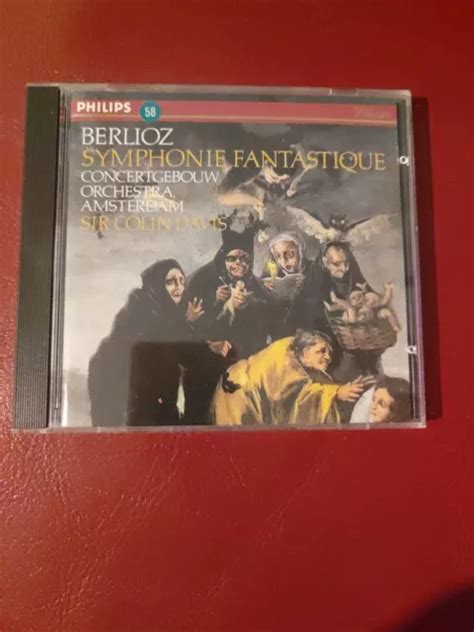 PHILIPS 58
BERLIOZ
SYMPHONIE FANTASTIQUE
CONCERTGEBOUW
ORCHESTRA,
AMSTERDAM
SIR COLIN DAVIS